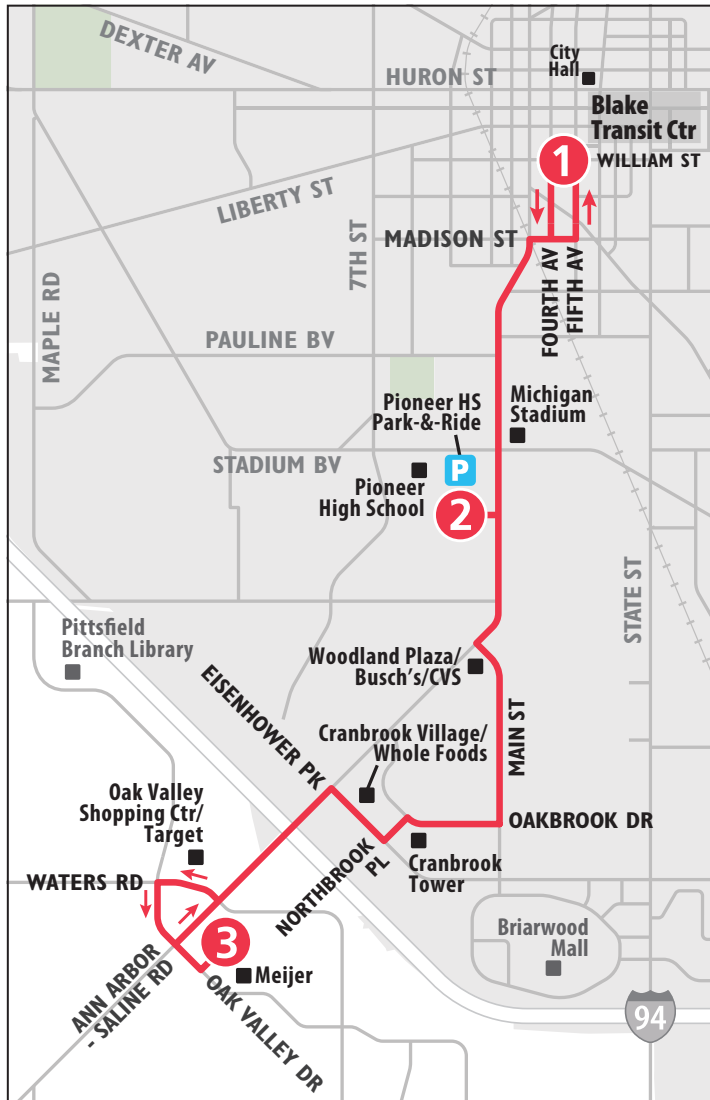 DEXTER AV
City
Hall
HURON ST
Blake
Transit Ctr
1
WILLIAM ST
LIBERTY ST
7TH ST
MADISON ST
FOURTH AV
FIFTH AV
MAPLE RD
PAULINE BV
Pioneer HS
Park-&-Ride
Michigan
Stadium
STADIUM BV
P
Pioneer
High School
2
STATE ST
Pittsfield
Branch Library
Woodland Plaza/
Busch's/CVS
EISENHOWER PK
MAIN ST
Cranbrook Village/
Whole Foods
Oak Valley
Shopping Ctr/
Target
OAKBROOK DR
NORTHBROOK
PL
Cranbrook
Tower
WATERS RD
Briarwood
Mall
3
Meijer
ANN ARBOR
- SALINE RD
OAK VALLEY DR
94